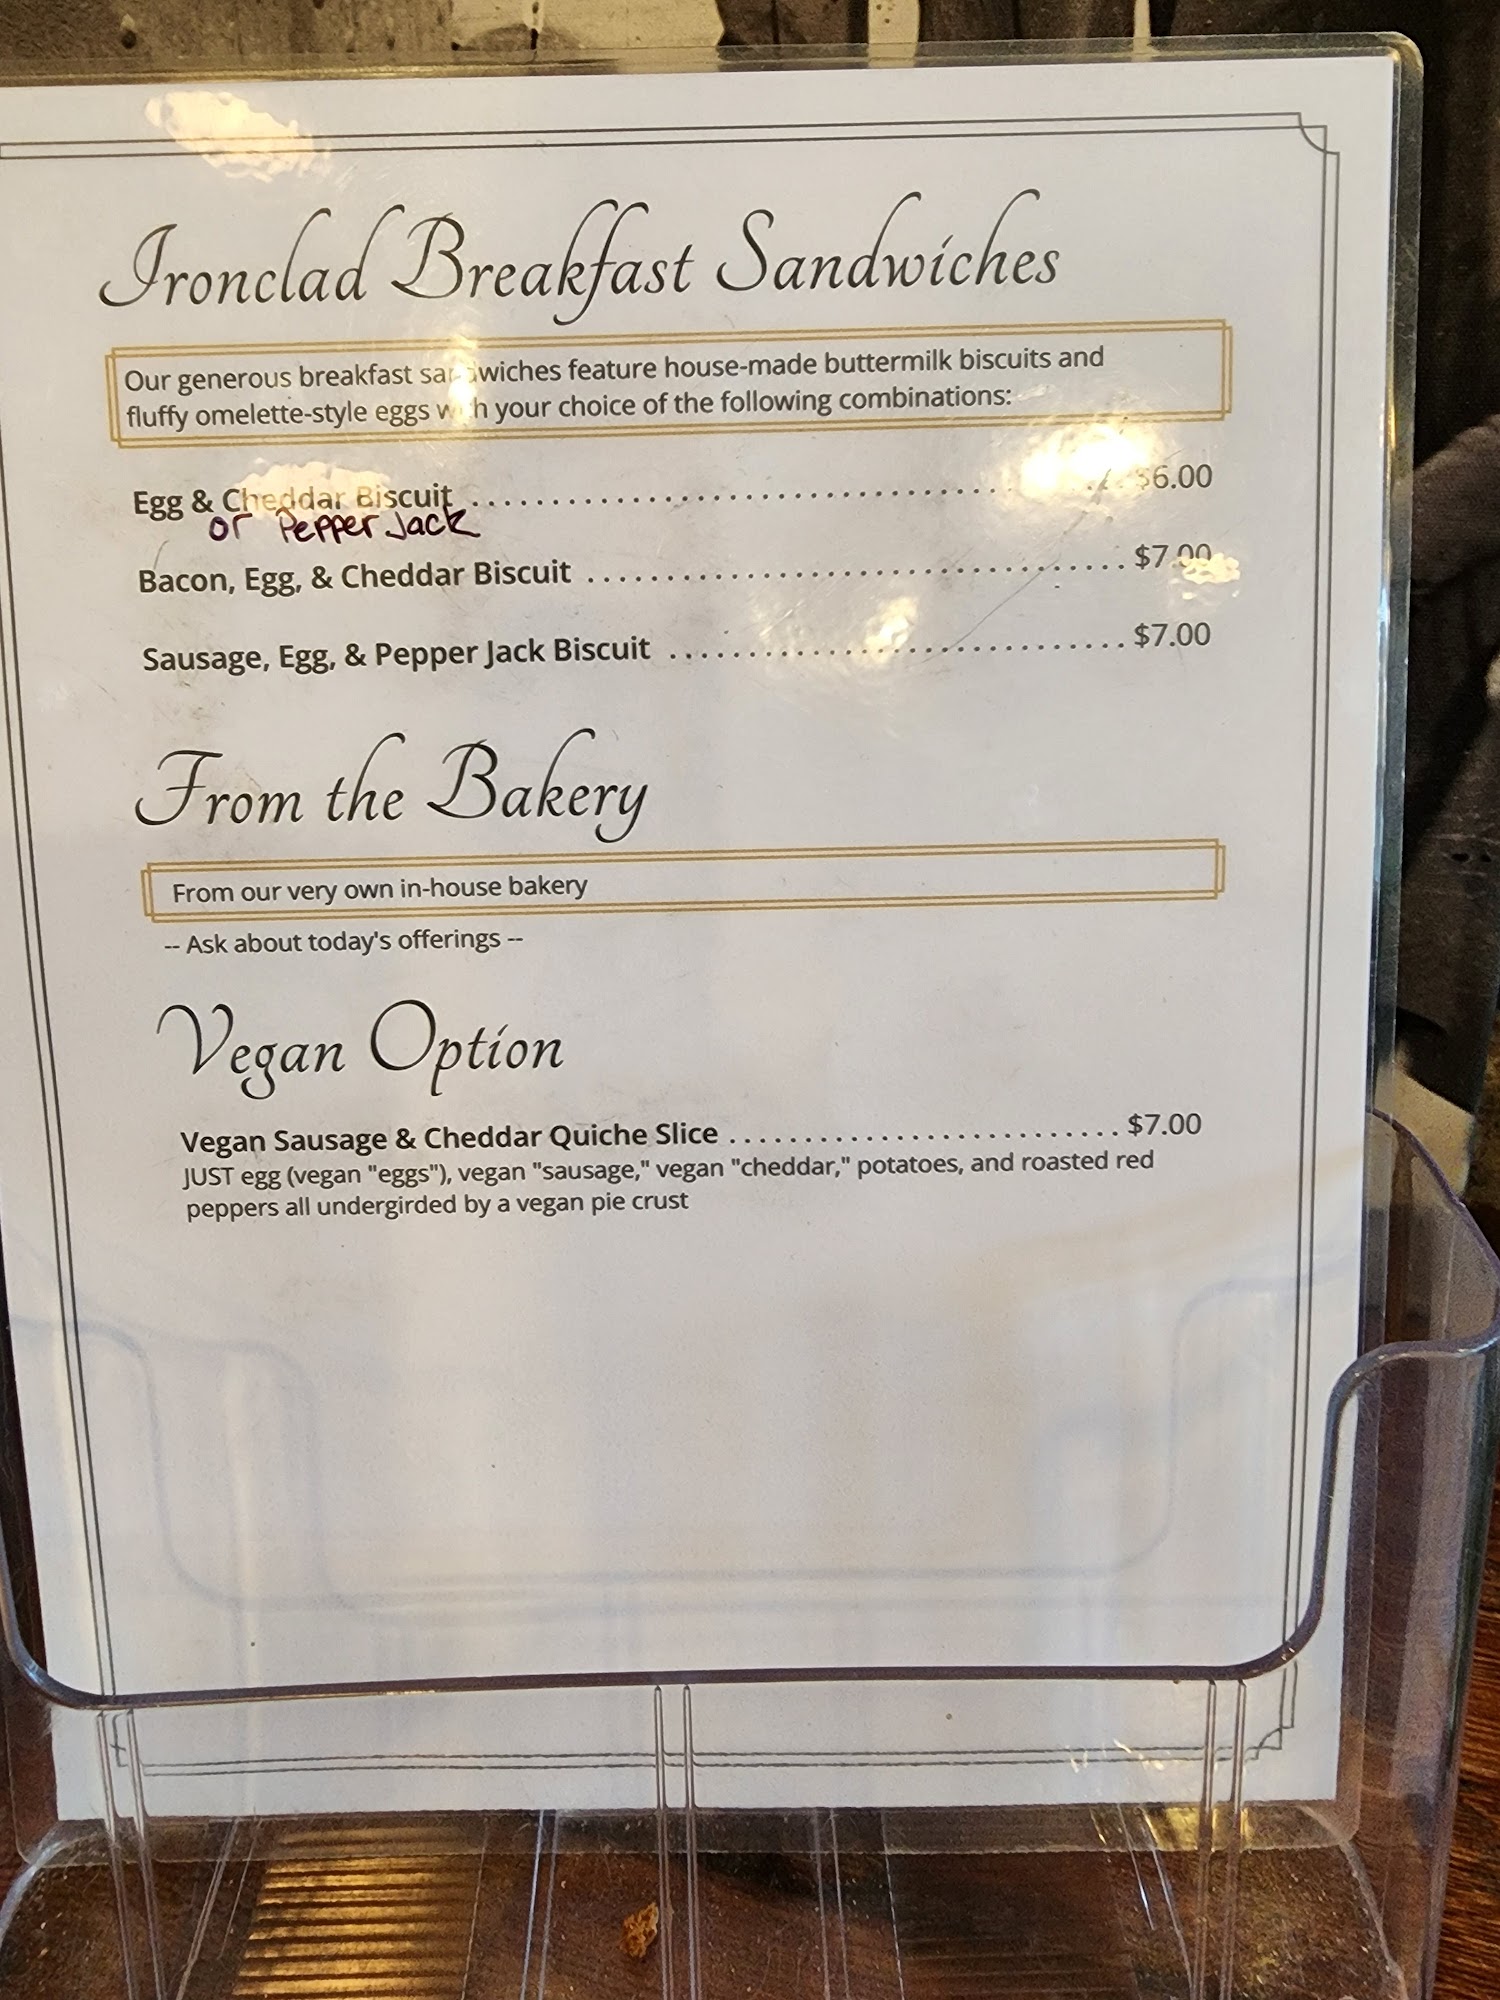 Ironclad Breakfast Sandwiches
Our generous breakfast sandwiches feature house-made buttermilk biscuits and
fluffy omelette-style eggs with your choice of the following combinations:
Egg & Cheddar Biscuit ........................................ $6.00
or Pepper Jack
Bacon, Egg, & Cheddar Biscuit ................................... $7.00
Sausage, Egg, & Pepper Jack Biscuit ............................. $7.00
From the Bakery
From our very own in-house bakery
-- Ask about today's offerings --
Vegan Option
Vegan Sausage & Cheddar Quiche Slice .......................... $7.00
JUST egg (vegan "eggs"), vegan "sausage," vegan "cheddar," potatoes, and roasted red
peppers all undergirded by a vegan pie crust